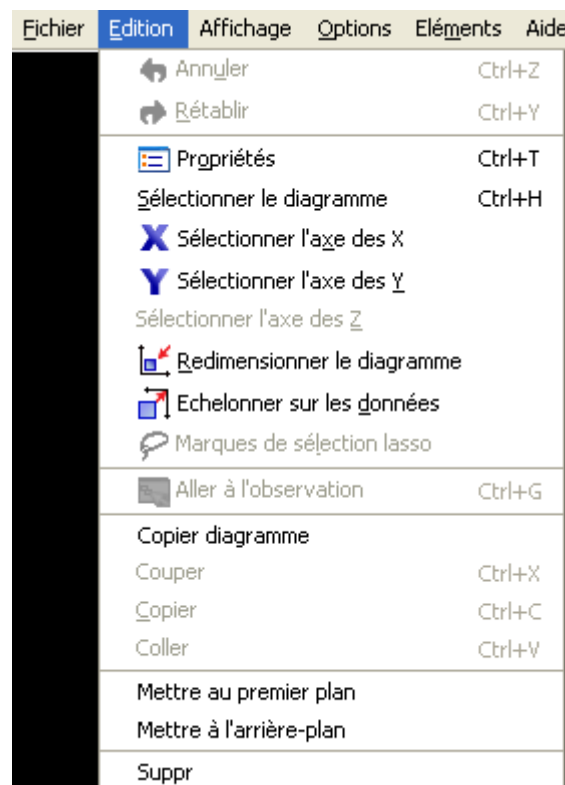 Fichier Edition Affichage Options Eléments Aide
Annuler Ctrl+Z
Rétablir Ctrl+Y
Propriétés Ctrl+T
Sélectionner le diagramme Ctrl+H
X Sélectionner l'axe des X
Y Sélectionner l'axe des Y
Sélectionner l'axe des Z
Redimensionner le diagramme
Echelonner sur les données
Marques de sélection lasso
Aller à l'observation Ctrl+G
Copier diagramme
Couper Ctrl+X
Copier Ctrl+C
Coller Ctrl+V
Mettre au premier plan
Mettre à l'arrière-plan
Suppr